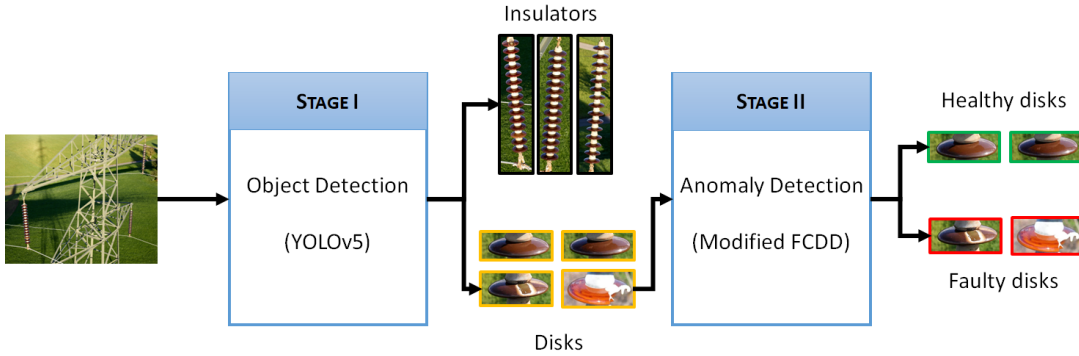 Insulators
STAGE I
Object Detection
(YOLOv5)
Disks
STAGE II
Anomaly Detection
(Modified FCDD)
Healthy disks
Faulty disks